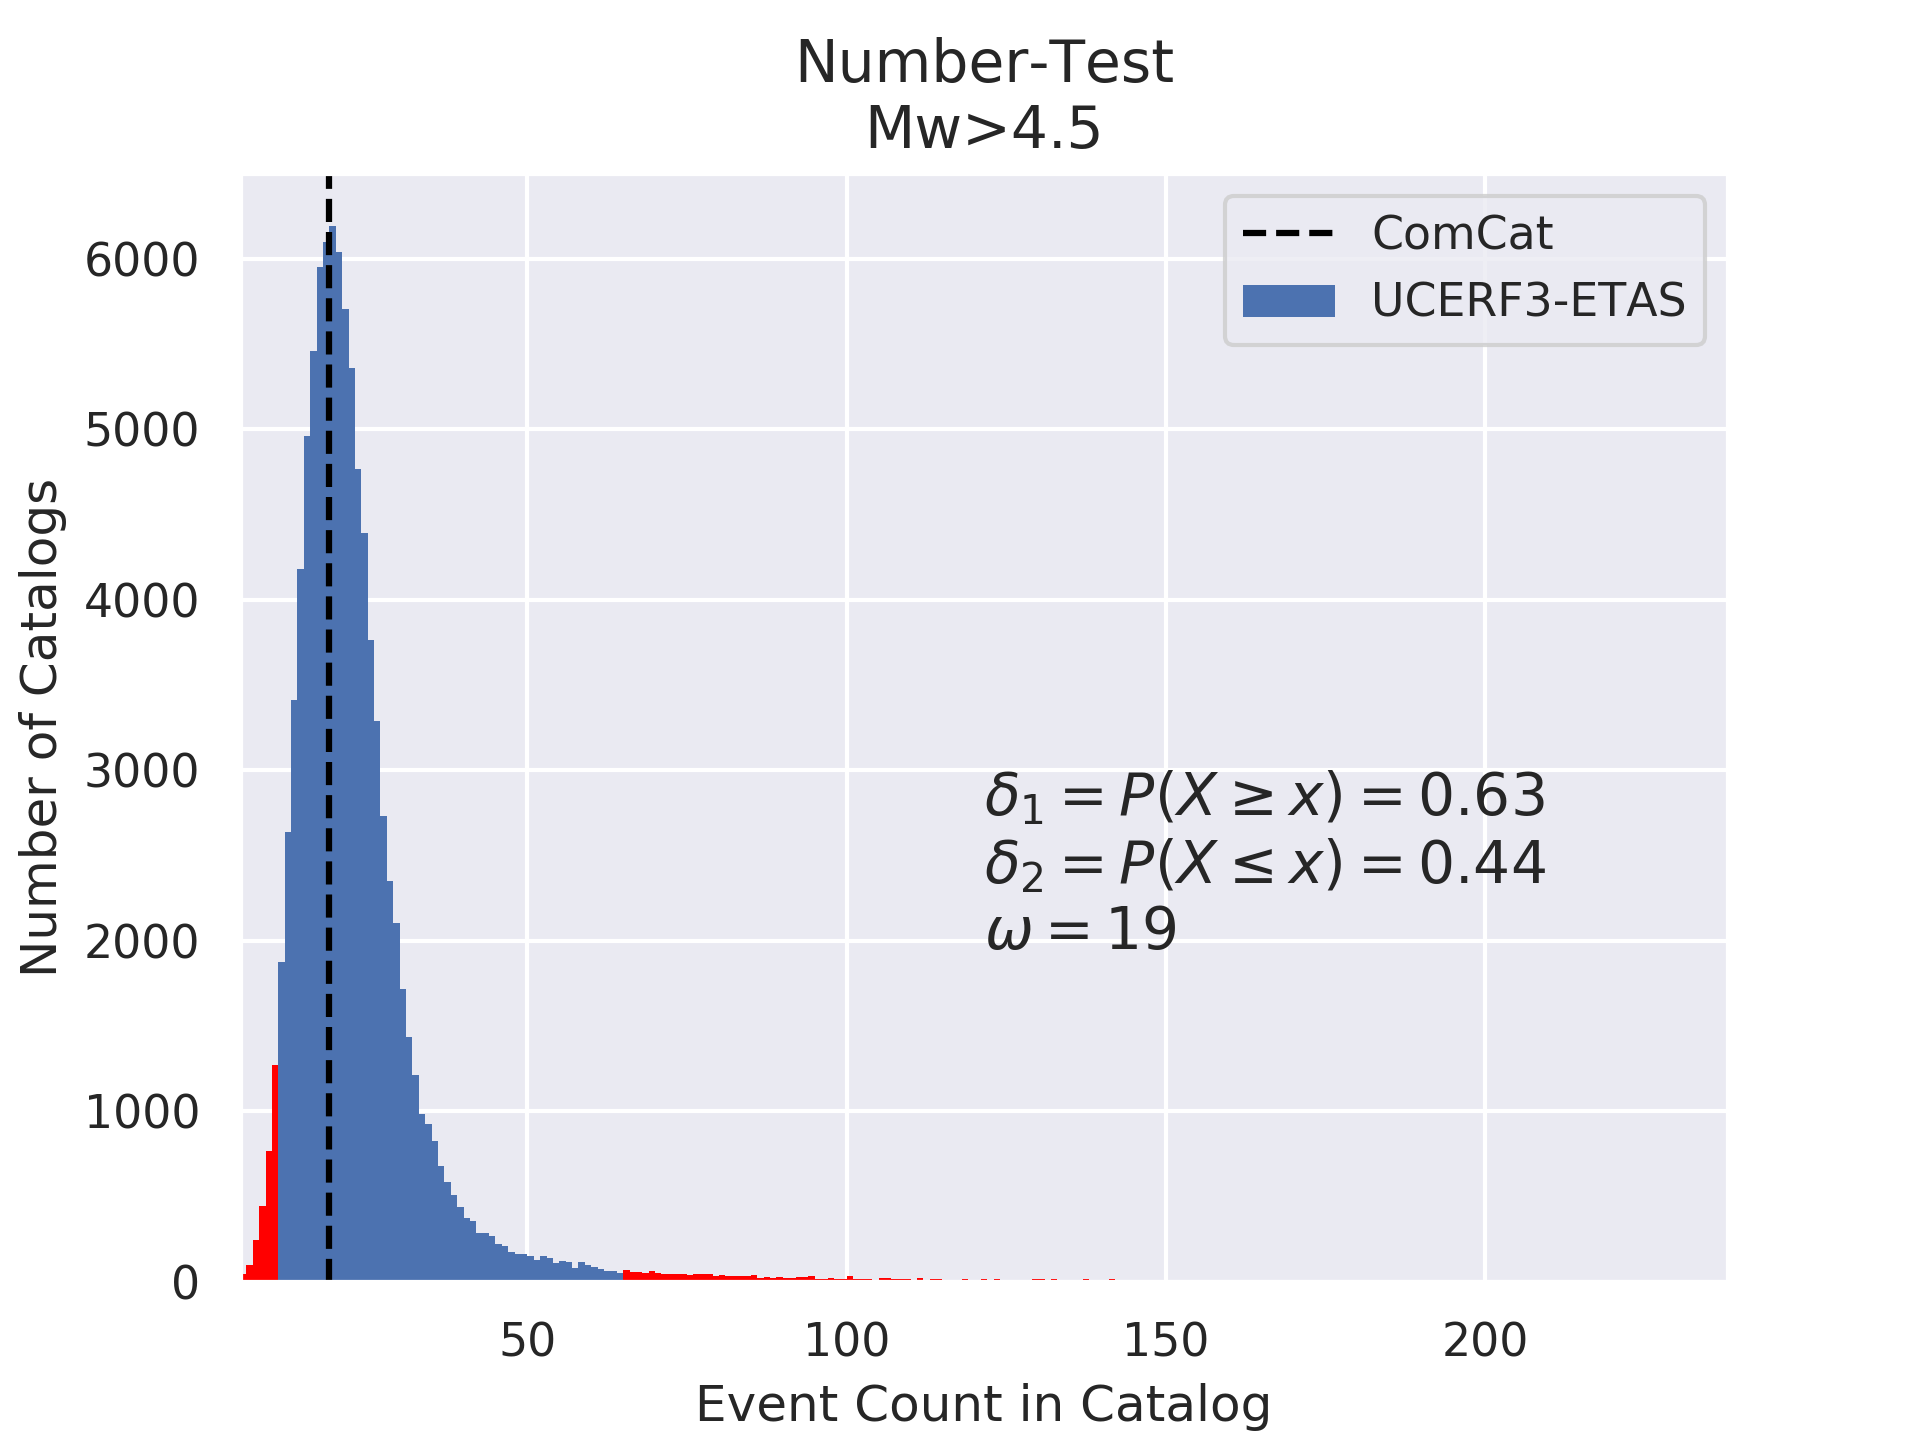 Number-Test
Mw>4.5
ComCat
UCERF3-ETAS
6000
5000
4000
3000
2000
1000
0
Number of Catalogs
δ₁ = P(X ≥ x) = 0.63
δ₂ = P(X ≤ x) = 0.44
ω = 19
50 100 150 200
Event Count in Catalog